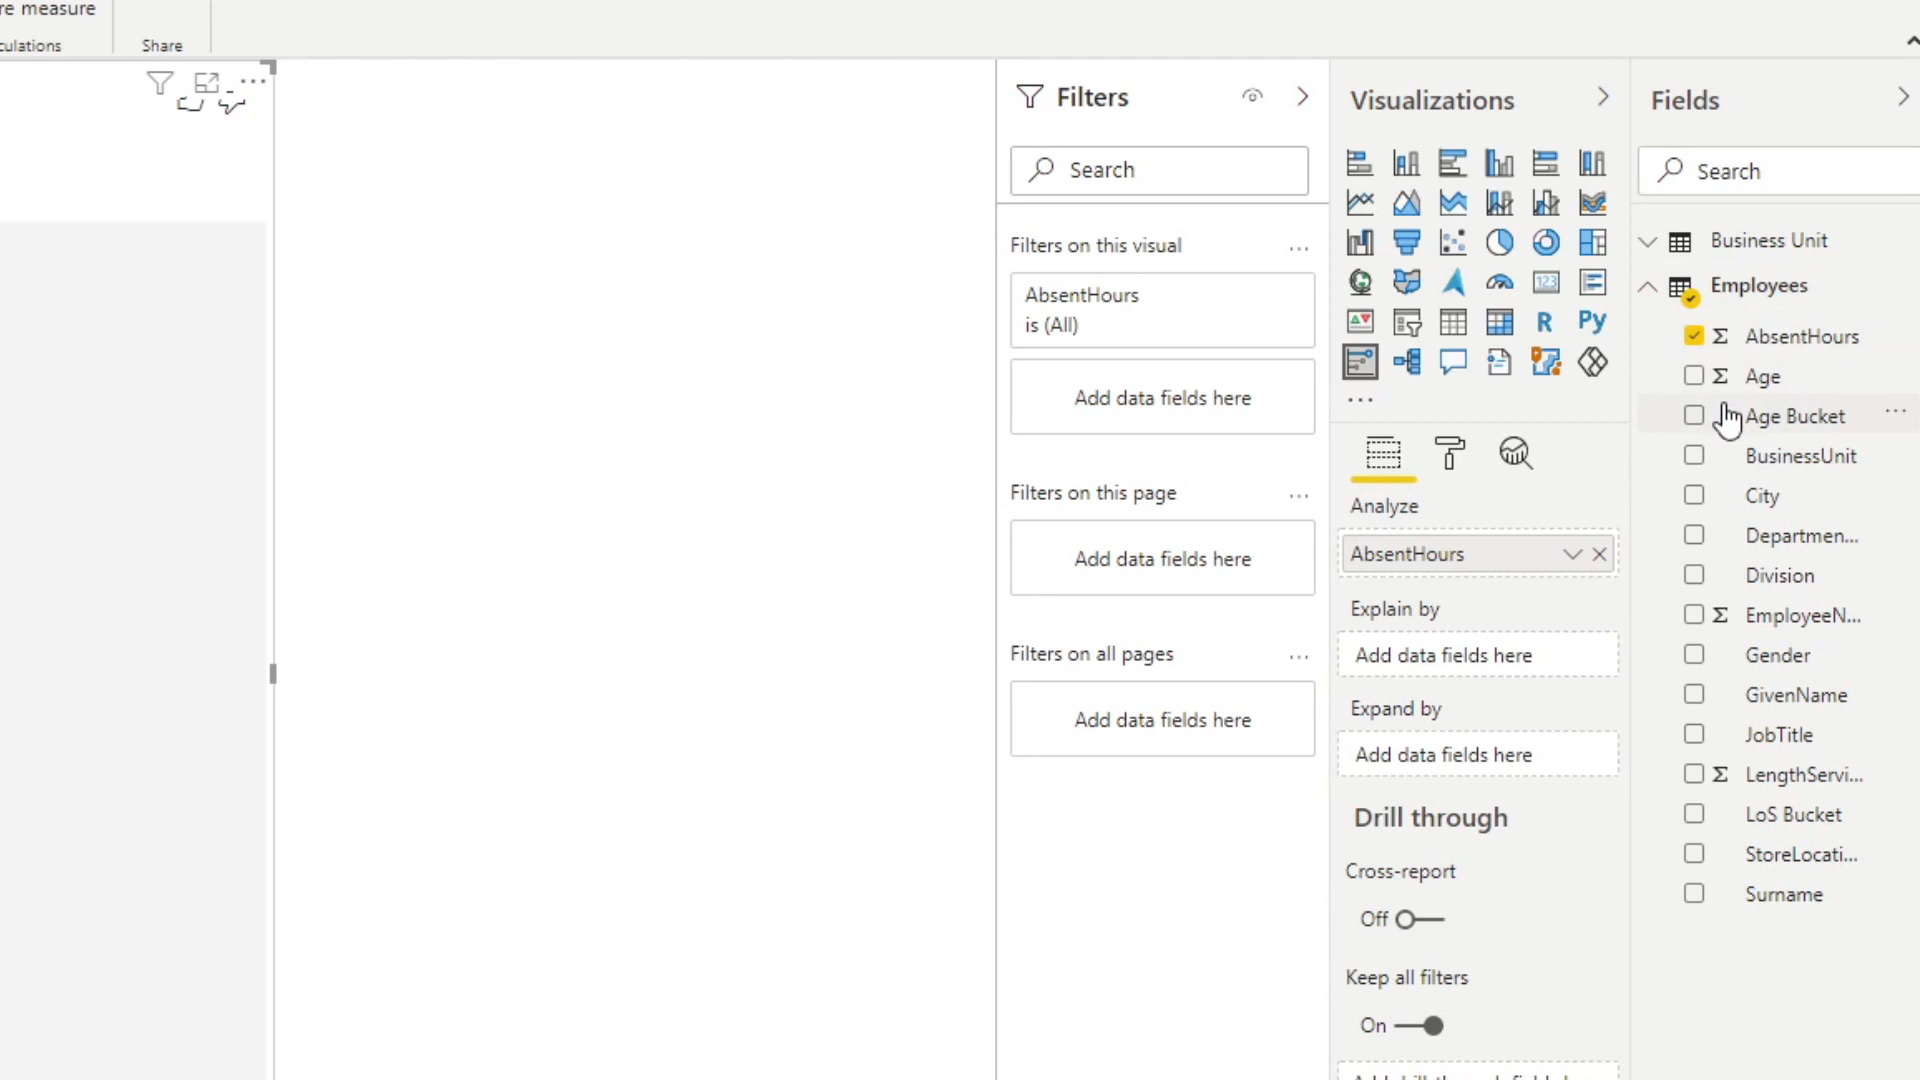 re measure
culations
Share
Filters
Search
Filters on this visual
AbsentHours
is (All)
Add data fields here
Filters on this page
Add data fields here
Filters on all pages
Add data fields here
Visualizations
123
R
Py
Analyze
AbsentHours
Explain by
Add data fields here
Expand by
Add data fields here
Drill through
Cross-report
Off
Keep all filters
On
Fields
Search
Business Unit
Employees
AbsentHours
Age
Age Bucket
BusinessUnit
City
Departmen...
Division
EmployeeN...
Gender
GivenName
JobTitle
LengthServi...
LoS Bucket
StoreLocati...
Surname